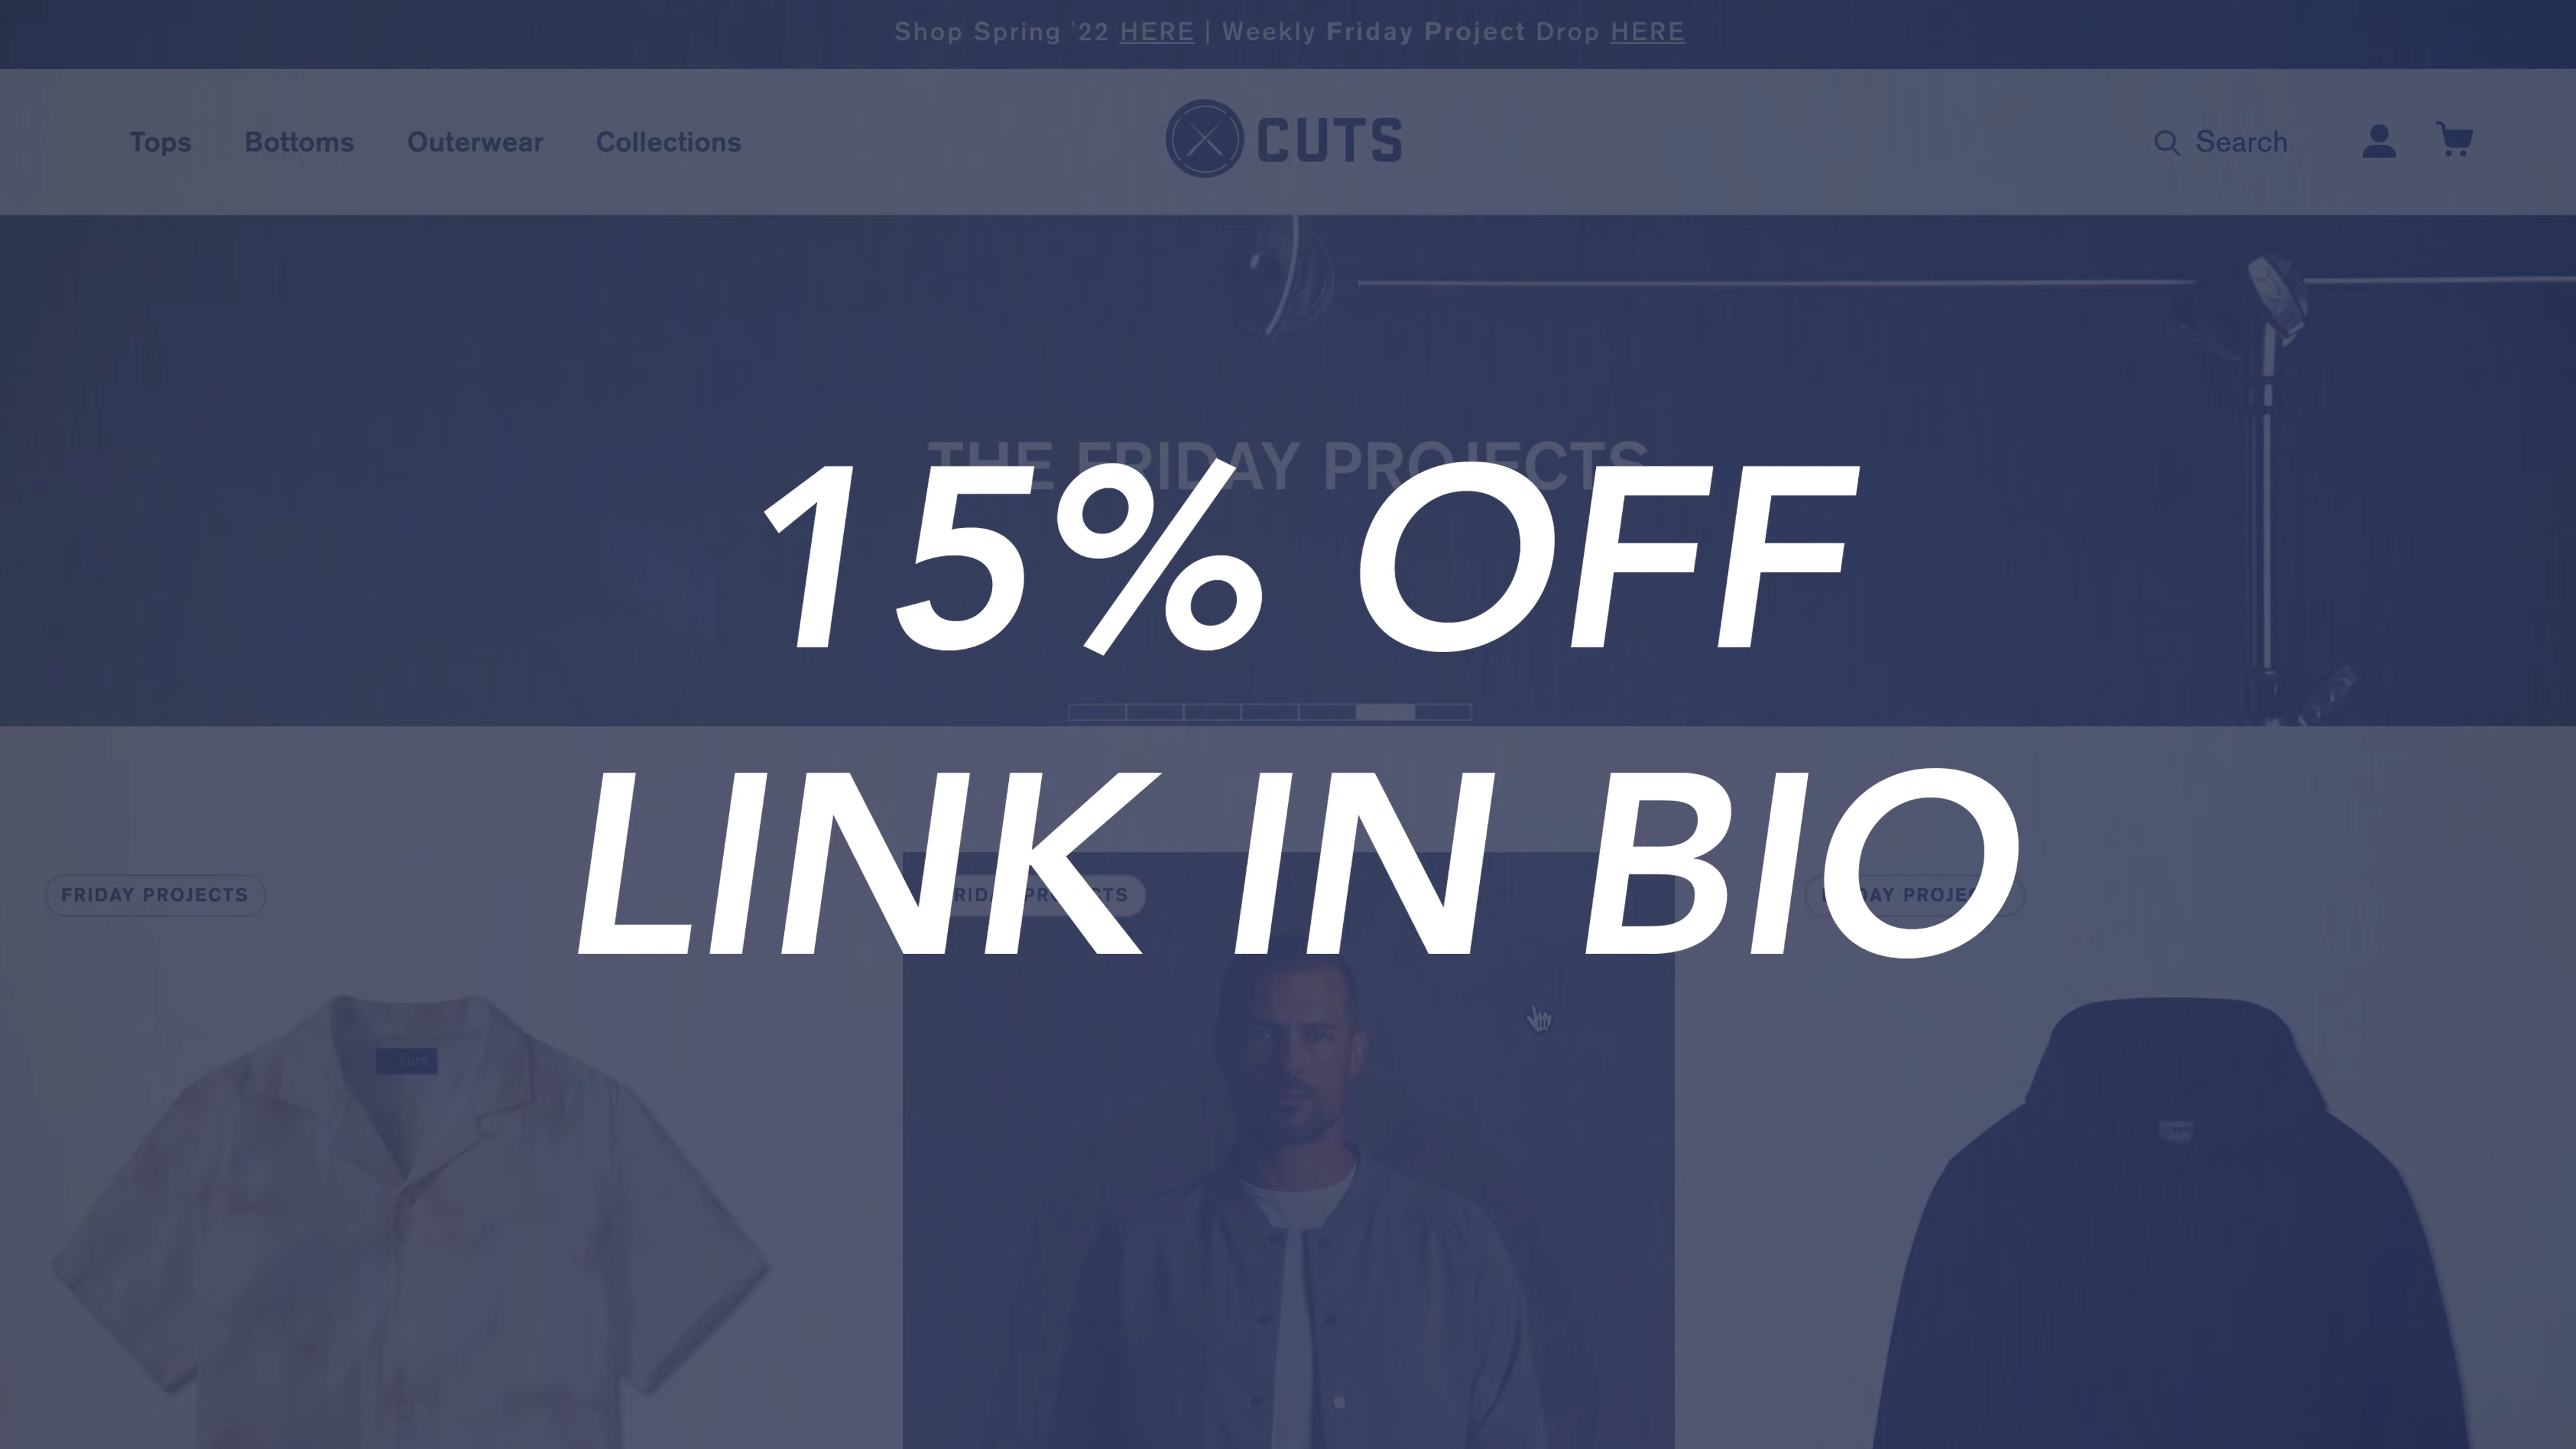 Shop Spring '22 HERE | Weekly Friday Project Drop HERE
Tops Bottoms Outerwear Collections CUTS Search
THE FRIDAY PROJECTS
15% OFF
LINK IN BIO
FRIDAY PROJECTS
CUTS